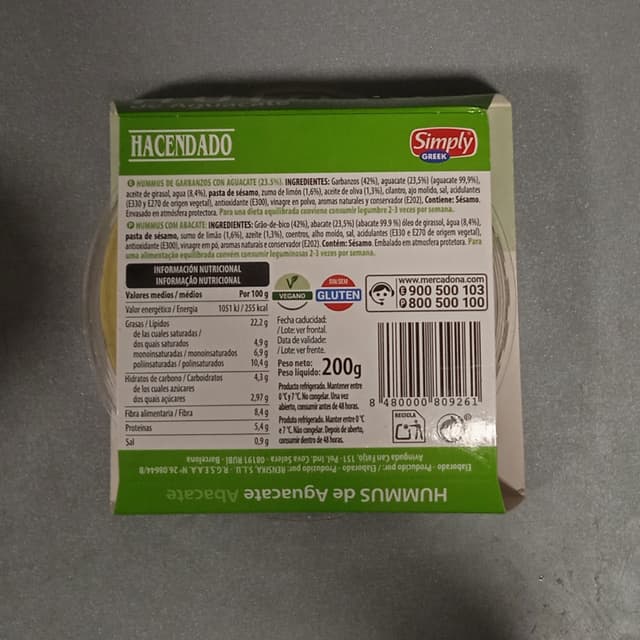 HACENDADO
Simply
GREEK
E HUMMUS DE GARBANZOS CON AGUACATE (23.5%). INGREDIENTES: Garbanzos (42%), aguacate (23,5%) (aguacate 99,9%),
aceite de girasol, agua (8,4%), pasta de sésamo, zumo de limón (1,6%), aceite de oliva (1,3%), cilantro, ajo molido, sal, acidulantes
(E330 y E270 de origen vegetal), antioxidante (E300), vinagre en polvo, aromas naturales y conservador (E202). Contiene: Sésamo.
Envasado en atmósfera protectora. Para una dieta equilibrada conviene consumir legumbre 2-3 veces por semana.
P HUMMUS COM ABACATE: INGREDIENTES: Grão-de-bico (42%), abacate (23,5%) (abacate 99.9 %) óleo de girassol, água (8,4%),
pasta de sésamo, sumo de limão (1,6%), azeite (1,3%), coentros, alho moído, sal, acidulantes (E330 e E270 de origem vegetal),
antioxidante (E300), vinagre em pó, aromas naturais e conservador (E202). Contém: Sésamo. Embalado em atmosfera protetora. Para
uma alimentação equilibrada convém consumir leguminosas 2-3 vezes por semana.
INFORMACIÓN NUTRICIONAL
INFORMAÇÃO NUTRICIONAL
Valores medios / médios Por 100 g
Valor energético / Energia 1051 kJ / 255 kcal
Grasas / Lípidos 22,2 g
de las cuales saturadas /
dos quais saturados 4,9 g
monoinsaturadas / monoinsaturados 6,9 g
poliinsaturadas / polinsaturados 10,4 g
Hidratos de carbono / Carboidratos 4,3 g
de los cuales azúcares
dos quais açucares 2,97 g
Fibra alimentaria / Fibra 8,4 g
Proteínas 5,4 g
Sal 0,9 g
V
VEGANO
SIN/SEM
GLUTEN
www.mercadona.com
E 900 500 103
P 800 500 100
Fecha caducidad:
/ Lote: ver frontal.
Data de validade:
/ Lote: ver frente.
Peso neto:
Peso líquido: 200g
Producto refrigerado. Mantener entre
0°C y 7 °C. No congelar. Una vez
abierto, consumir antes de 48 horas.
Produto refrigerado. Manter entre 0 °C
e 7 °C. Não congelar. Depois de aberto,
consumir dentro de 48 horas.
8 480000 809261
RECICLA
Elaborado · Producido por: / Elaborado · Produzido por: RENSIKA, S.L.U. · R.G.S.E.A.A. Nº 26.08644/B
Avinguda Can Fatjó, 151 · Pol. Ind. Cova Solera · 08191 RUBÍ · Barcelona
HUMMUS de Aguacate Abacate